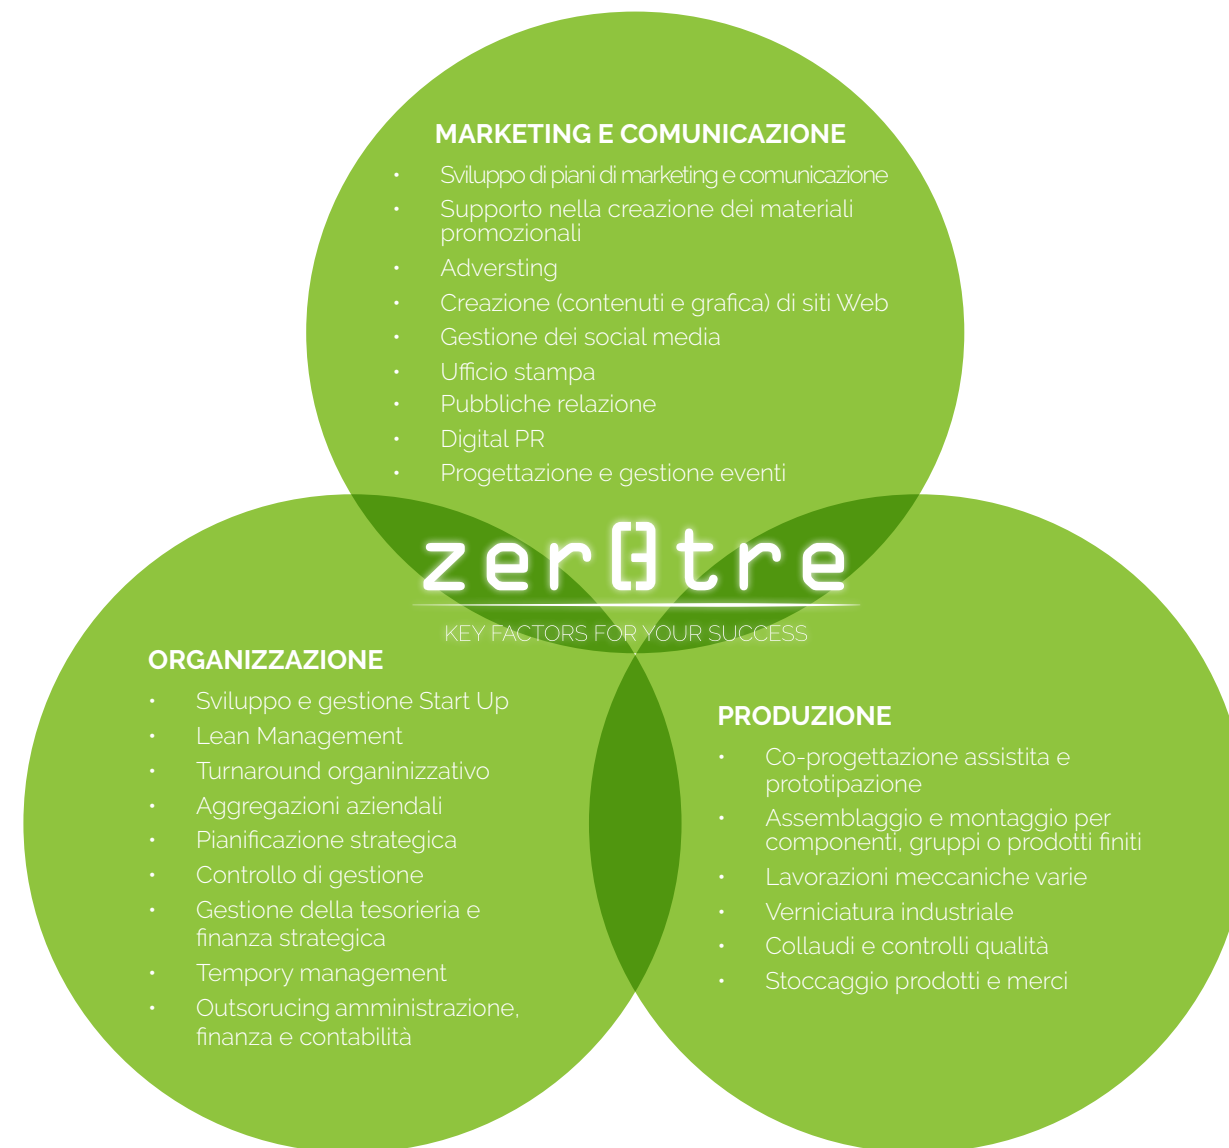 MARKETING E COMUNICAZIONE
• Sviluppo di piani di marketing e comunicazione
• Supporto nella creazione dei materiali
promozionali
• Adversting
• Creazione (contenuti e grafica) di siti Web
• Gestione dei social media
• Ufficio stampa
• Pubbliche relazione
• Digital PR
• Progettazione e gestione eventi
zer0tre
KEY FACTORS FOR YOUR SUCCESS
ORGANIZZAZIONE
• Sviluppo e gestione Start Up
• Lean Management
• Turnaround organinizzativo
• Aggregazioni aziendali
• Pianificazione strategica
• Controllo di gestione
• Gestione della tesorieria e
finanza strategica
• Tempory management
• Outsorucing amministrazione,
finanza e contabilità
PRODUZIONE
• Co-progettazione assistita e
prototipazione
• Assemblaggio e montaggio per
componenti, gruppi o prodotti finiti
• Lavorazioni meccaniche varie
• Verniciatura industriale
• Collaudi e controlli qualità
• Stoccaggio prodotti e merci